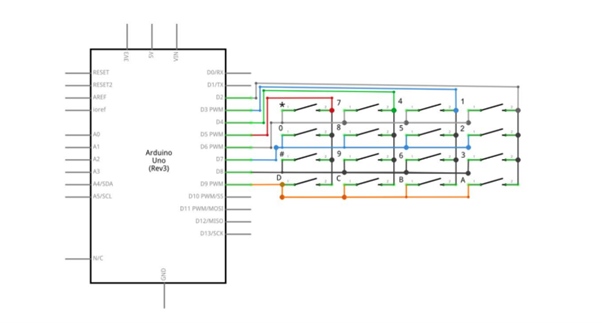 3V3 5V VIN
RESET D0/RX
RESET2 D1/TX
AREF D2
ioref D3 PWM
D4
A0 D5 PWM
A1 D6 PWM
A2 D7
A3 D8
A4/SDA D9 PWM
A5/SCL D10 PWM/SS
D11 PWM/MOSI
D12/MISO
D13/SCK
N/C
GND
Arduino
Uno
(Rev3)
* 7 4 1
0 8 5 2
# 9 6 3
D C B A